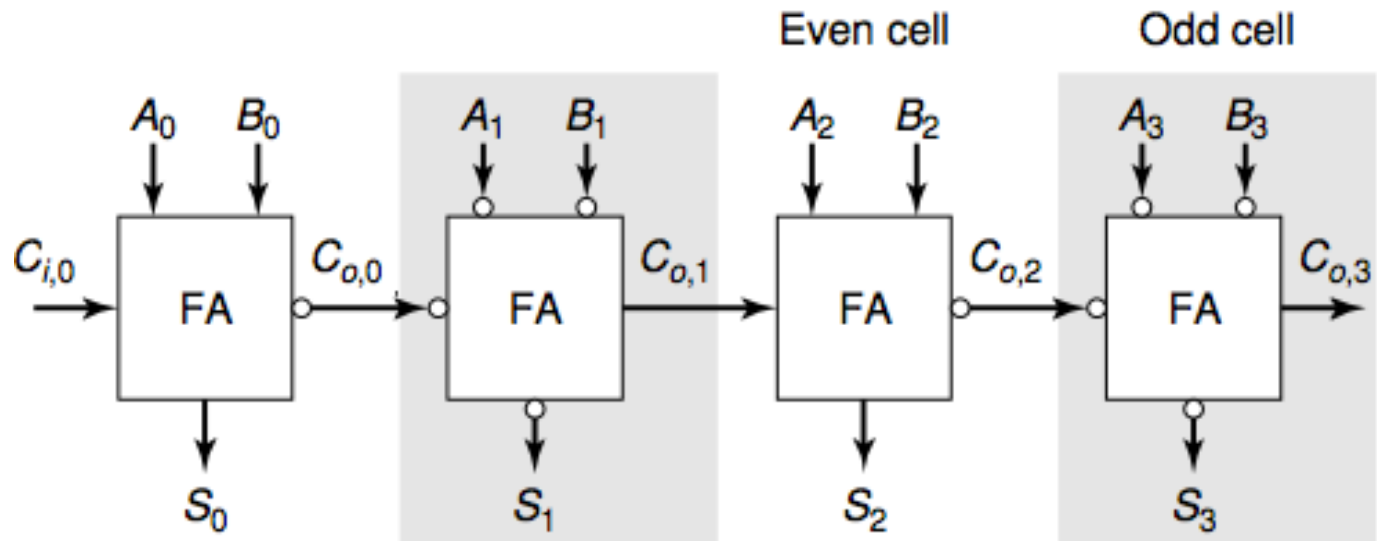 Even cell Odd cell
A0 B0 A1 B1 A2 B2 A3 B3
Ci,0 Co,0 Co,1 Co,2 Co,3
FA FA FA FA
S0 S1 S2 S3